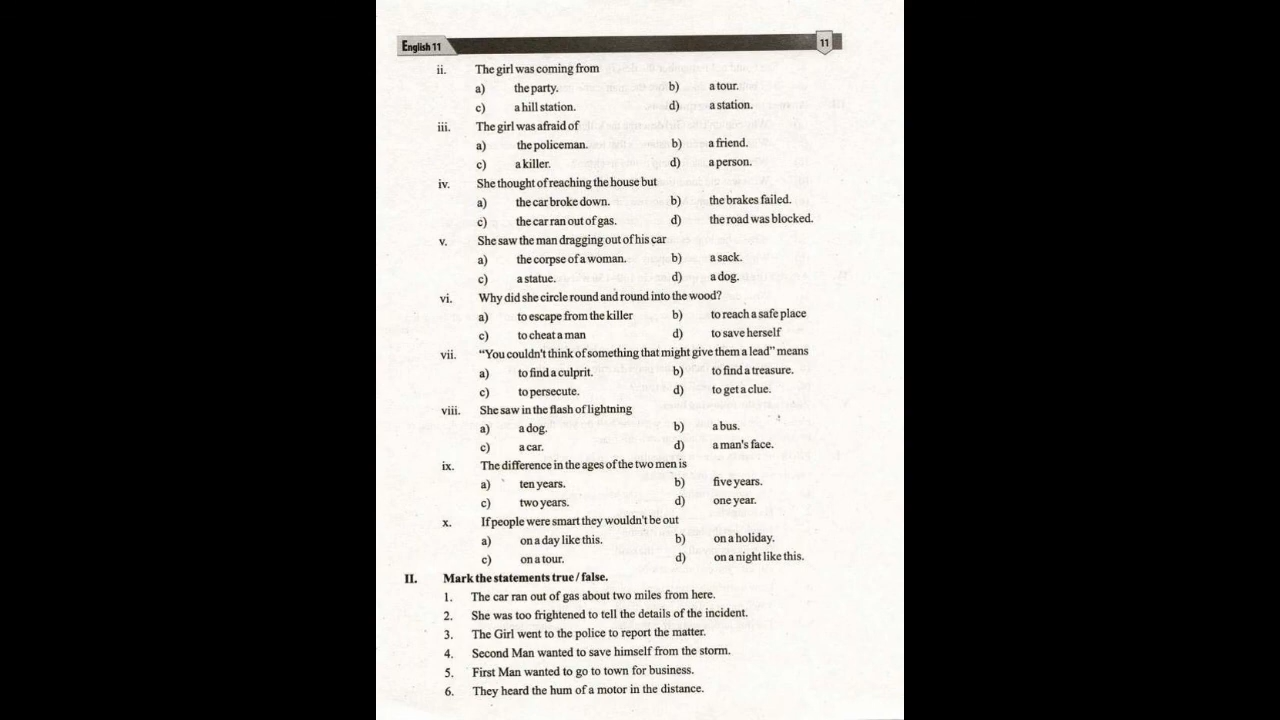 English 11
11
ii. The girl was coming from
a) the party. b) a tour.
c) a hill station. d) a station.
iii. The girl was afraid of
a) the policeman. b) a friend.
c) a killer. d) a person.
iv. She thought of reaching the house but
a) the car broke down. b) the brakes failed.
c) the car ran out of gas. d) the road was blocked.
v. She saw the man dragging out of his car
a) the corpse of a woman. b) a sack.
c) a statue. d) a dog.
vi. Why did she circle round and round into the wood?
a) to escape from the killer b) to reach a safe place
c) to cheat a man d) to save herself
vii. “You couldn't think of something that might give them a lead” means
a) to find a culprit. b) to find a treasure.
c) to persecute. d) to get a clue.
viii. She saw in the flash of lightning
a) a dog. b) a bus.
c) a car. d) a man's face.
ix. The difference in the ages of the two men is
a) ten years. b) five years.
c) two years. d) one year.
x. If people were smart they wouldn't be out
a) on a day like this. b) on a holiday.
c) on a tour. d) on a night like this.
II. Mark the statements true / false.
1. The car ran out of gas about two miles from here.
2. She was too frightened to tell the details of the incident.
3. The Girl went to the police to report the matter.
4. Second Man wanted to save himself from the storm.
5. First Man wanted to go to town for business.
6. They heard the hum of a motor in the distance.